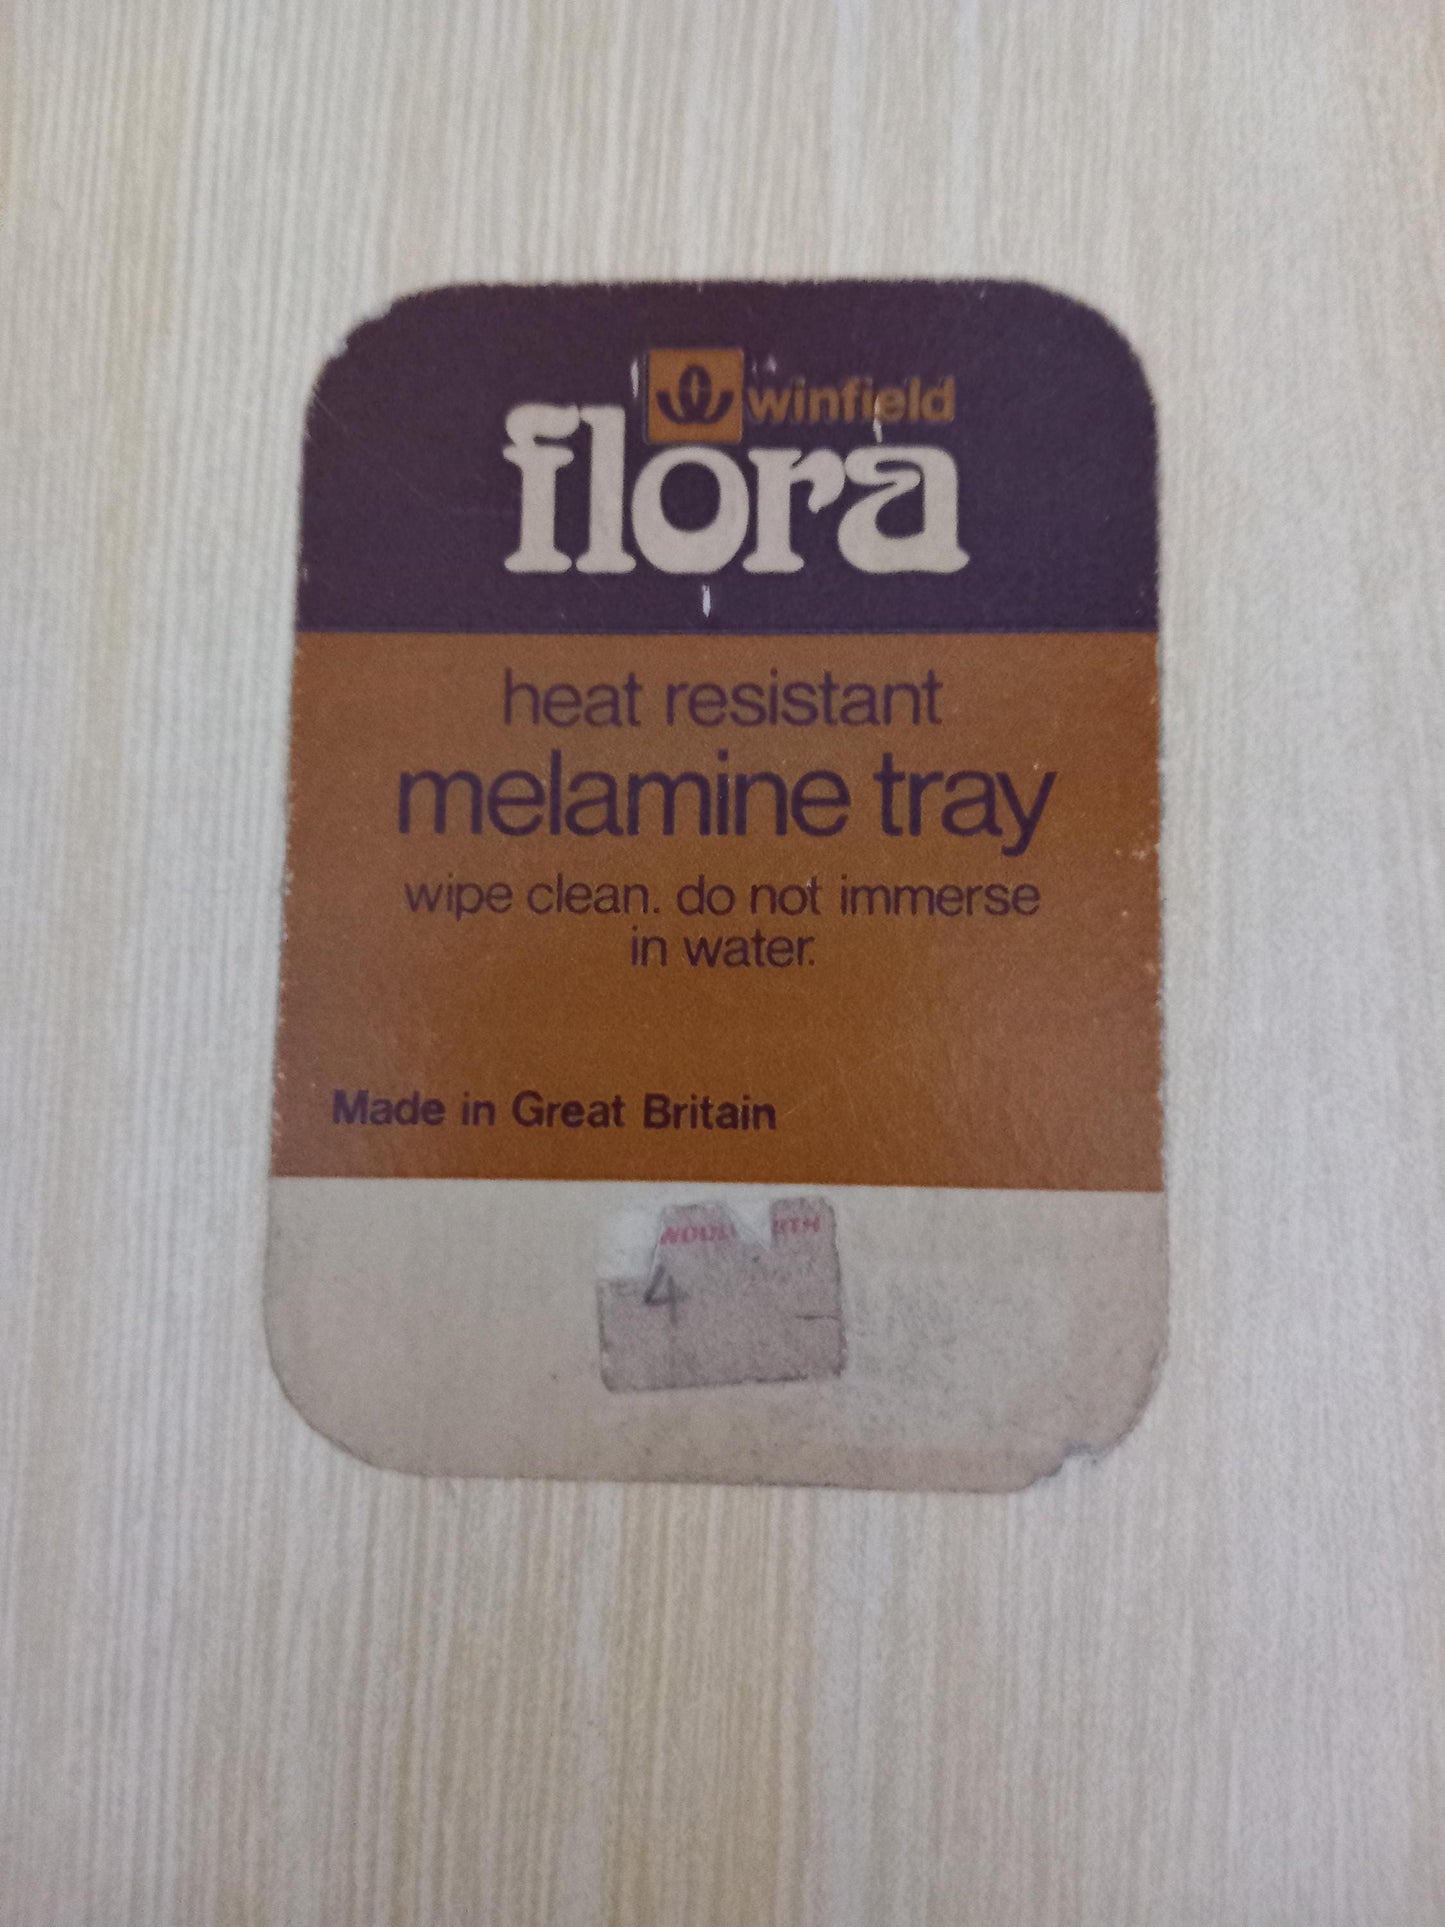 winfield
flora
heat resistant
melamine tray
wipe clean. do not immerse
in water.
Made in Great Britain
4